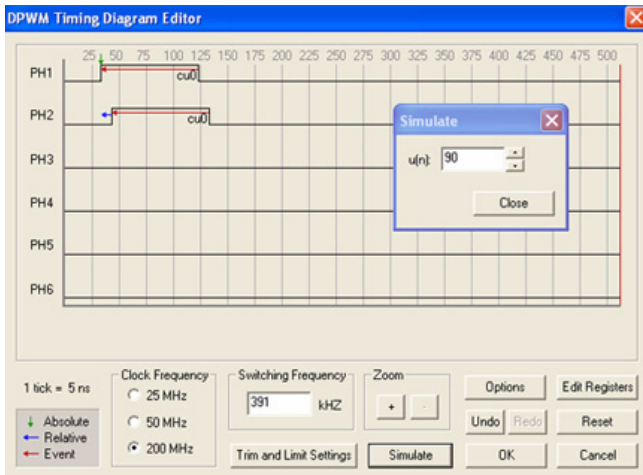 DPWM Timing Diagram Editor
25 50 75 100 125 150 175 200 225 250 275 300 325 350 375 400 425 450 475 500
PH1
cu0
PH2
cu0
PH3
PH4
PH5
PH6
Simulate
u(n): 90
Close
1 tick = 5 ns
Absolute
Relative
Event
Clock Frequency
25 MHz
50 MHz
200 MHz
Switching Frequency
391 kHZ
Trim and Limit Settings
Zoom
+ -
Simulate
Options
Edit Registers
Undo
Redo
Reset
OK
Cancel